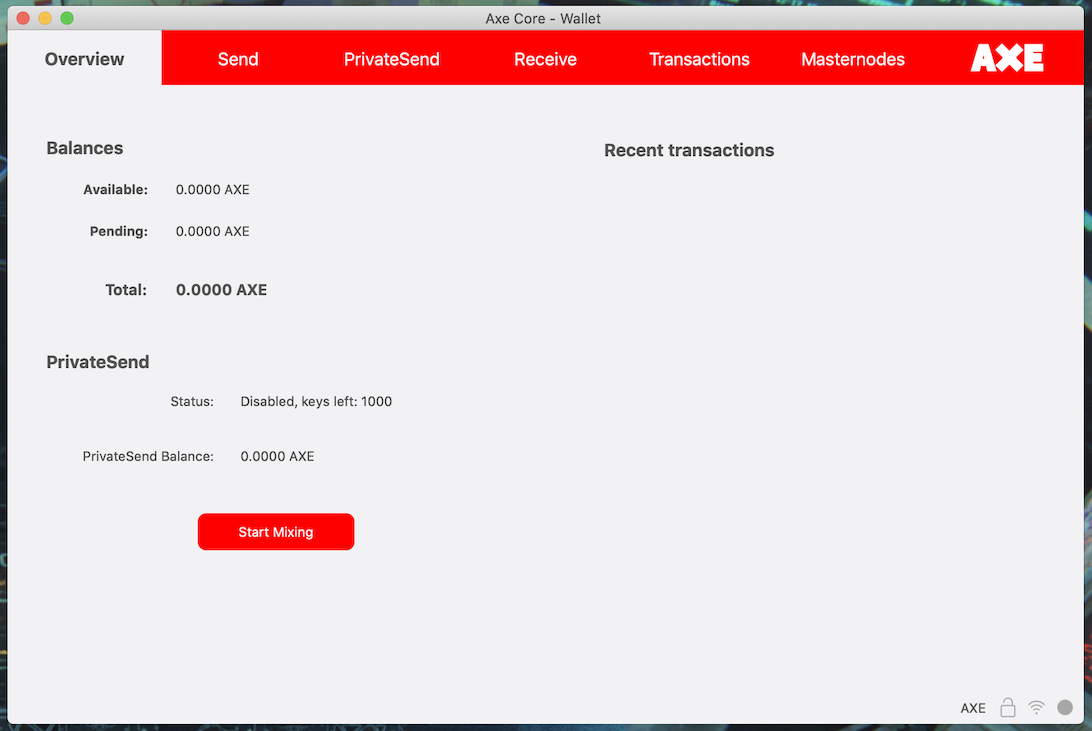 Axe Core - Wallet
Overview
Send
PrivateSend
Receive
Transactions
Masternodes
AXE
Balances
Available: 0.0000 AXE
Pending: 0.0000 AXE
Total: 0.0000 AXE
Recent transactions
PrivateSend
Status: Disabled, keys left: 1000
PrivateSend Balance: 0.0000 AXE
Start Mixing
AXE